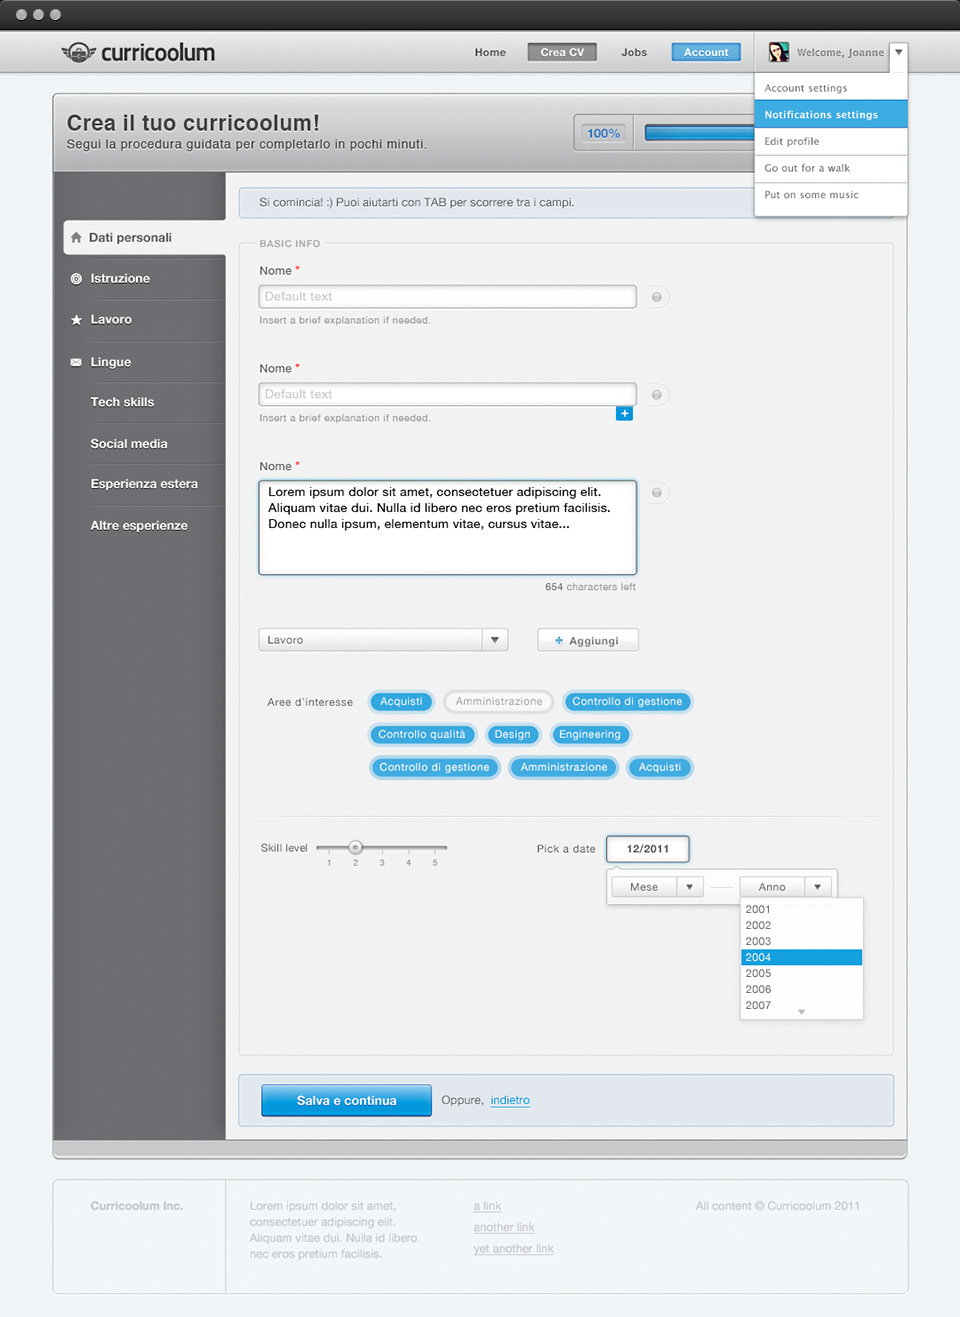 curricoolum
Home
Crea CV
Jobs
Account
Welcome, Joanne
Account settings
Notifications settings
Edit profile
Go out for a walk
Put on some music
Crea il tuo curricoolum!
Segui la procedura guidata per completarlo in pochi minuti.
100%
Dati personali
Istruzione
Lavoro
Lingue
Tech skills
Social media
Esperienza estera
Altre esperienze
Si comincia! :) Puoi aiutarti con TAB per scorrere tra i campi.
BASIC INFO
Nome *
Default text
Insert a brief explanation if needed.
Nome *
Default text
Insert a brief explanation if needed.
+
Nome *
Lorem ipsum dolor sit amet, consectetuer adipiscing elit.
Aliquam vitae dui. Nulla id libero nec eros pretium facilisis.
Donec nulla ipsum, elementum vitae, cursus vitae...
654 characters left
Lavoro
+ Aggiungi
Aree d'interesse
Acquisti
Amministrazione
Controllo di gestione
Controllo qualità
Design
Engineering
Controllo di gestione
Amministrazione
Acquisti
Skill level
1 2 3 4 5
Pick a date
12/2011
Mese
Anno
2001
2002
2003
2004
2005
2006
2007
Salva e continua
Oppure, indietro
Curricoolum Inc.
Lorem ipsum dolor sit amet,
consectetuer adipiscing elit.
Aliquam vitae dui. Nulla id libero
nec eros pretium facilisis.
a link
another link
yet another link
All content © Curricoolum 2011